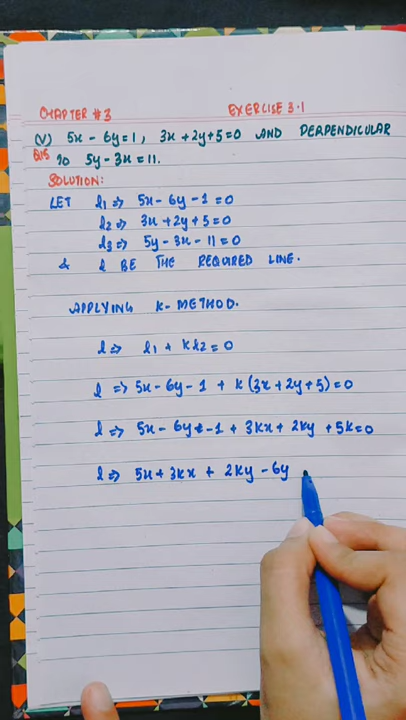 CHAPTER #3 EXERCISE 3.1
(V) 5x - 6y = 1, 3x + 2y + 5 = 0 AND PERPENDICULAR
Q15 TO 5y - 3x = 11.
SOLUTION:
LET l1 => 5x - 6y - 1 = 0
l2 => 3x + 2y + 5 = 0
l3 => 5y - 3x - 11 = 0
& l BE THE REQUIRED LINE.
APPLYING K- METHOD.
l => l1 + kl2 = 0
l => 5x - 6y - 1 + k(3x + 2y + 5) = 0
l => 5x - 6y - 1 + 3kx + 2ky + 5k = 0
l => 5x + 3kx + 2ky - 6y